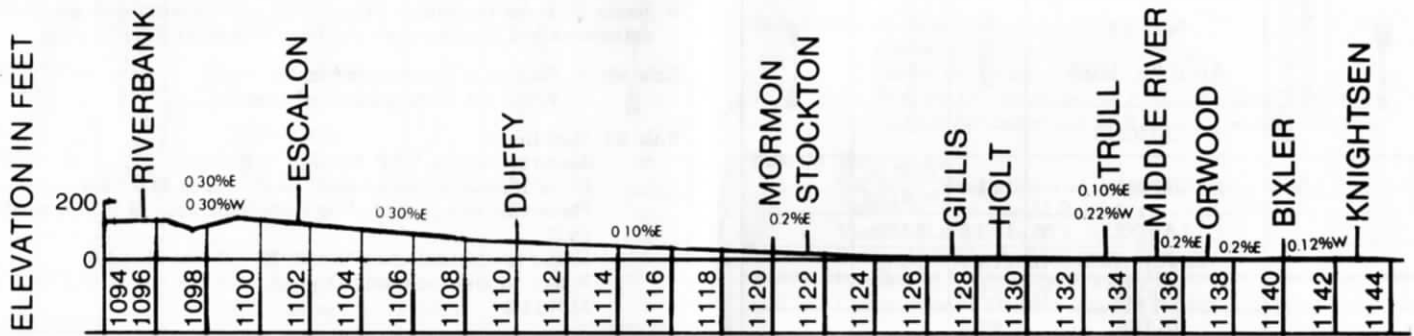 ELEVATION IN FEET
200
0
RIVERBANK
ESCALON
DUFFY
MORMON
STOCKTON
GILLIS
HOLT
TRULL
MIDDLE RIVER
ORWOOD
BIXLER
KNIGHTSEN
0 30%E
0.30%W
0 30%E
0 10%E
0.2%E
0.10%E
0.22%W
0.2%E
0.2%E
0.12%W
1094
1096
1098
1100
1102
1104
1106
1108
1110
1112
1114
1116
1118
1120
1122
1124
1126
1128
1130
1132
1134
1136
1138
1140
1142
1144